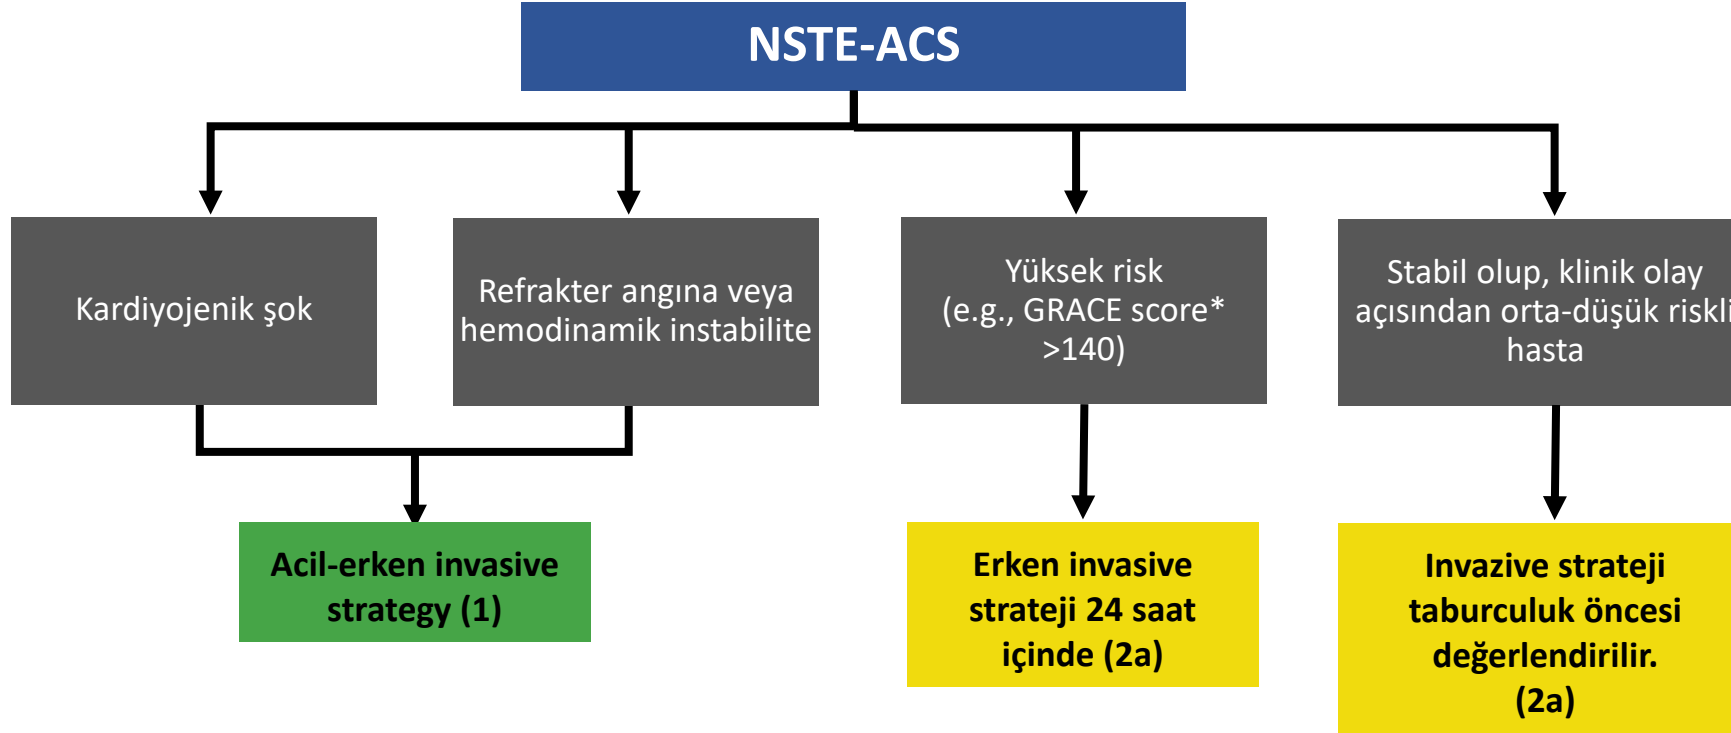 NSTE-ACS
Kardiyojenik şok
Refrakter angına veya
hemodinamik instabilite
Yüksek risk
(e.g., GRACE score*
>140)
Stabil olup, klinik olay
açısından orta-düşük riskli
hasta
Acil-erken invasive
strategy (1)
Erken invasive
strateji 24 saat
içinde (2a)
Invazive strateji
taburculuk öncesi
değerlendirilir.
(2a)